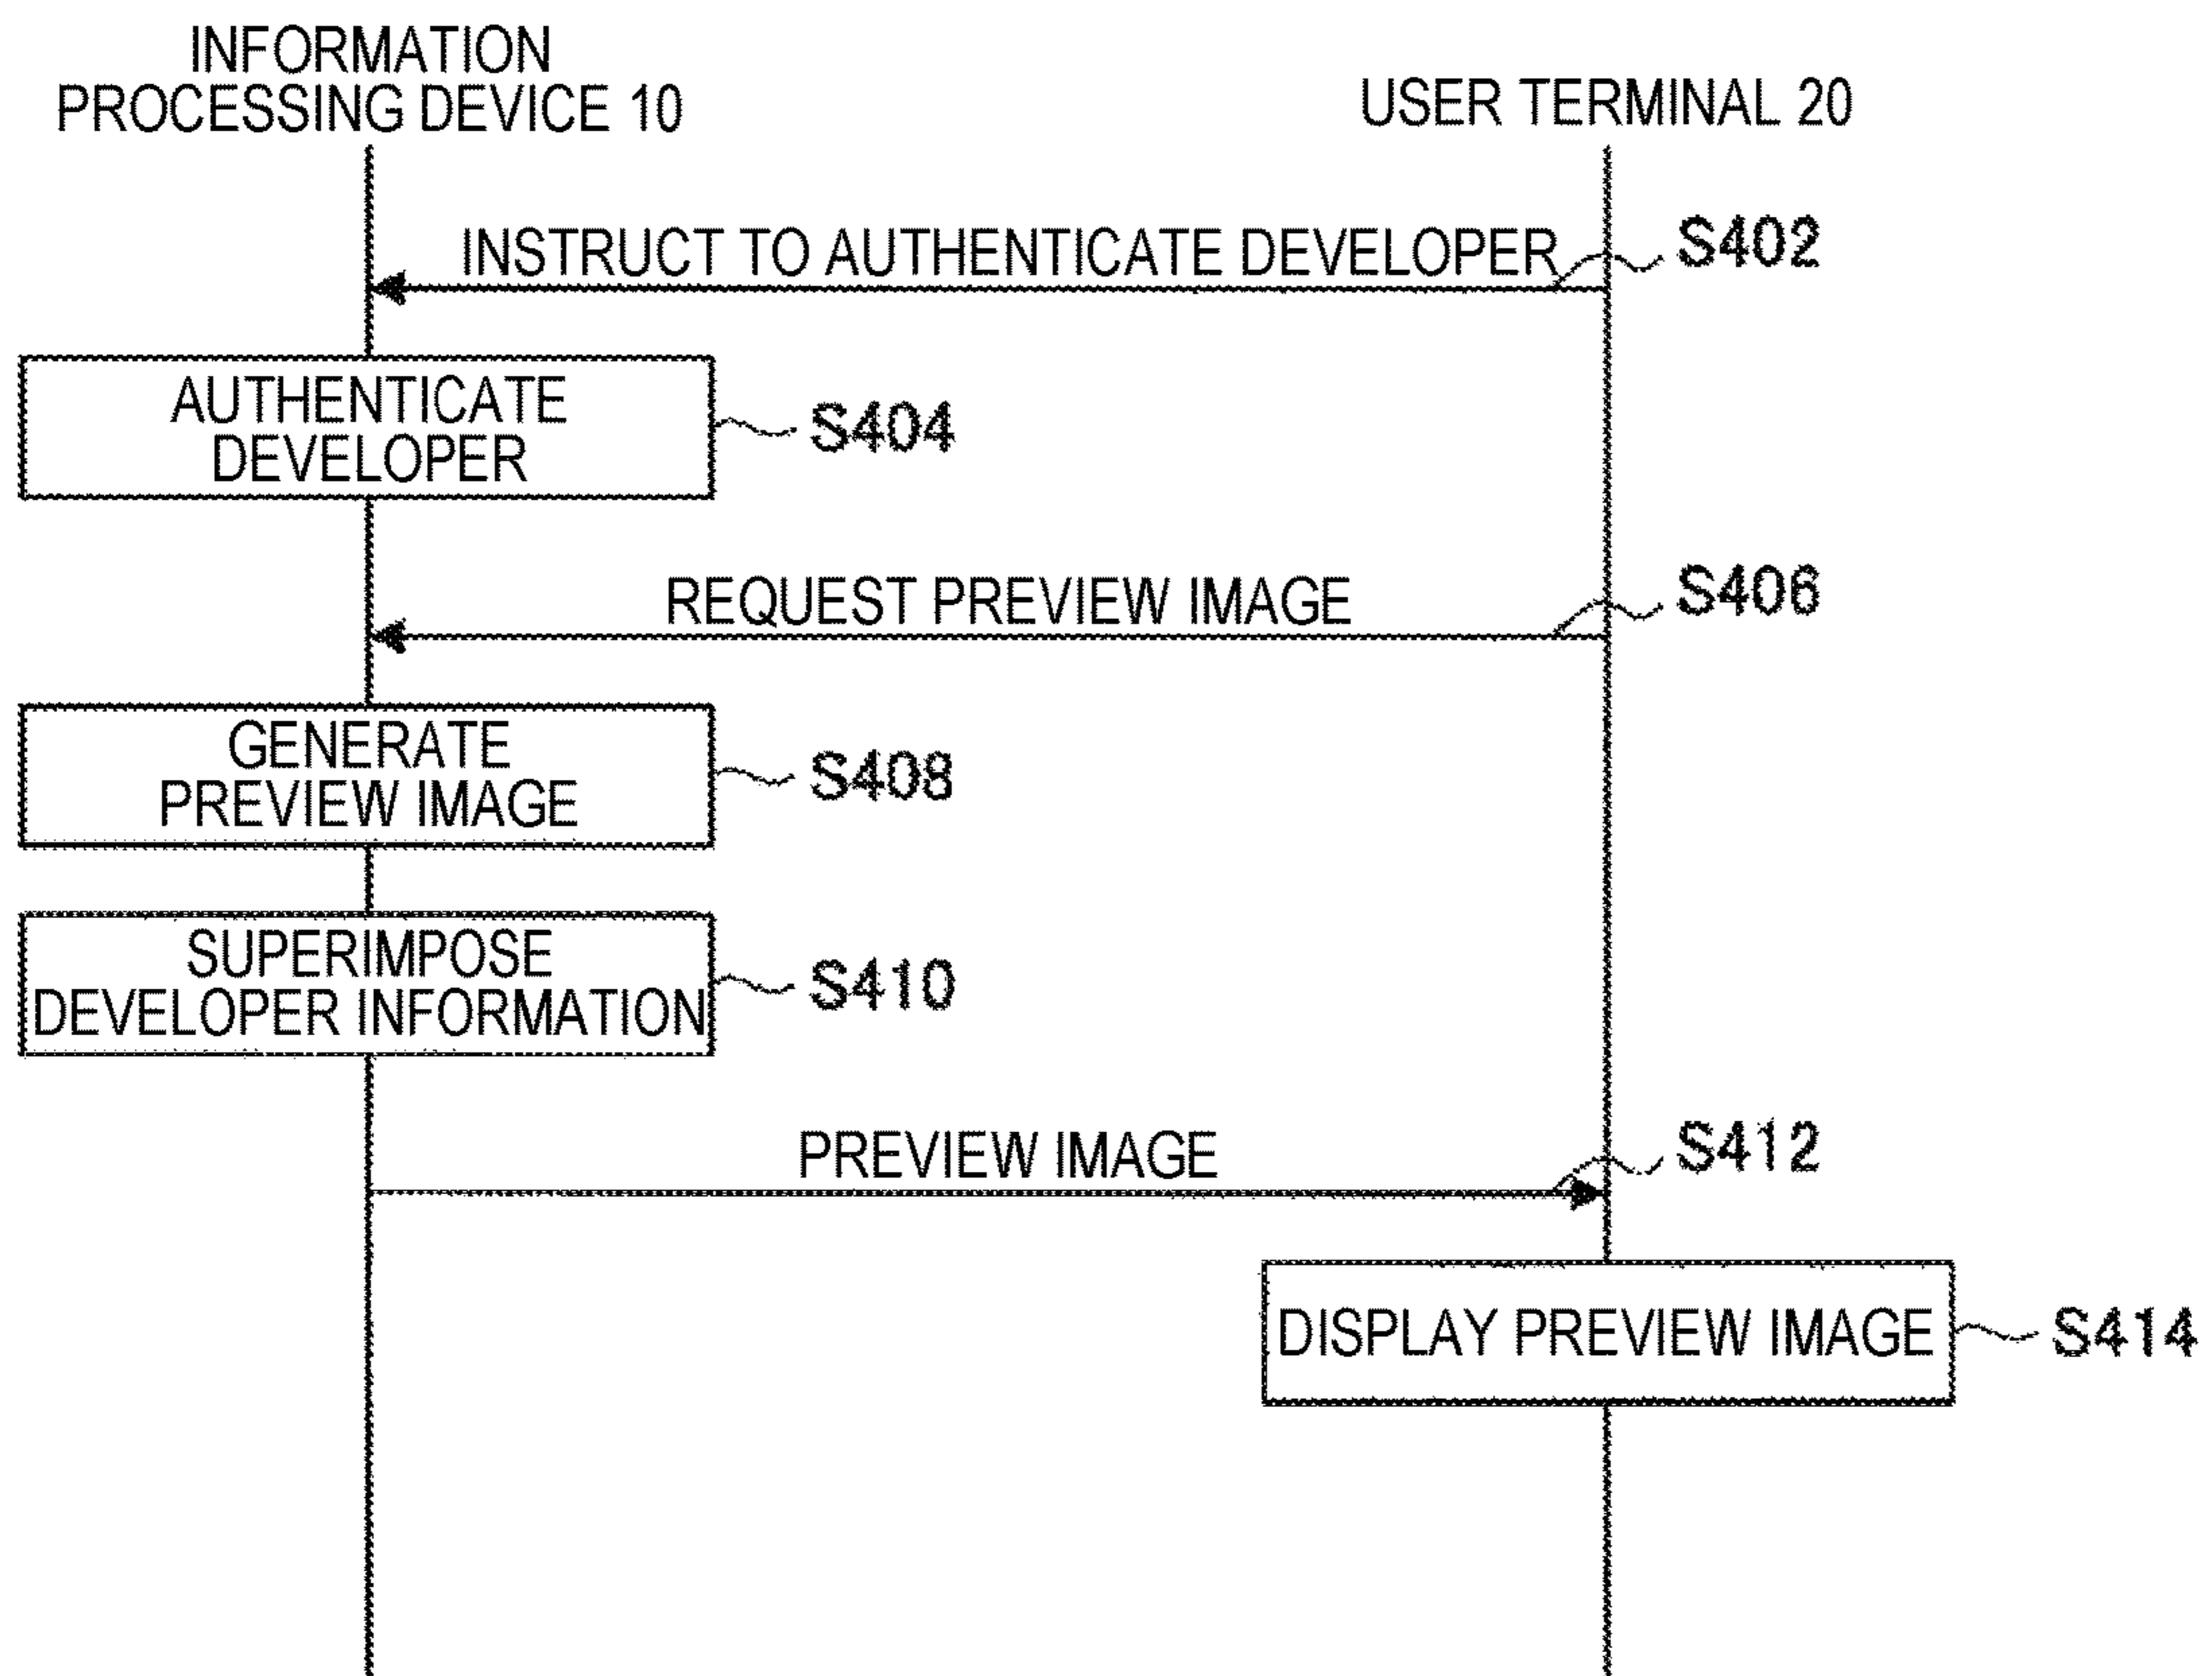 INFORMATION
PROCESSING DEVICE 10
USER TERMINAL 20
INSTRUCT TO AUTHENTICATE DEVELOPER
S402
AUTHENTICATE
DEVELOPER
S404
REQUEST PREVIEW IMAGE
S406
GENERATE
PREVIEW IMAGE
S408
SUPERIMPOSE
DEVELOPER INFORMATION
S410
PREVIEW IMAGE
S412
DISPLAY PREVIEW IMAGE
S414